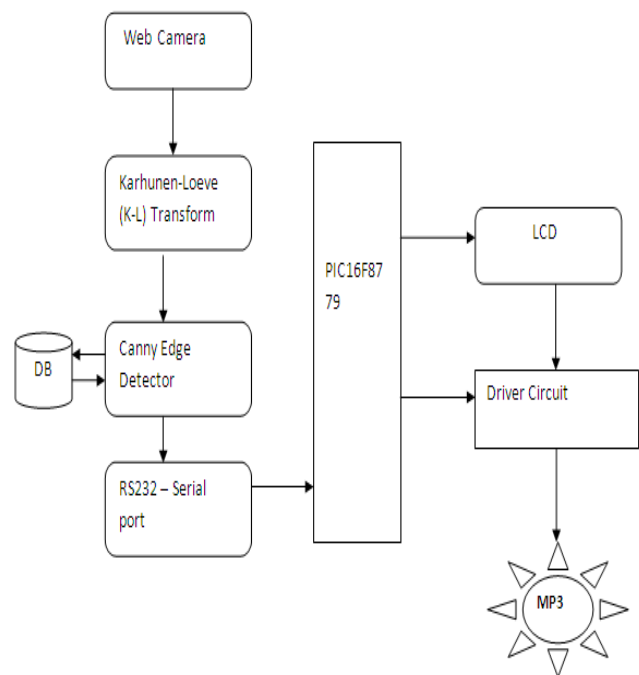 Web Camera
Karhunen-Loeve
(K-L) Transform
Canny Edge
Detector
DB
RS232 – Serial
port
PIC16F87
79
LCD
Driver Circuit
MP3